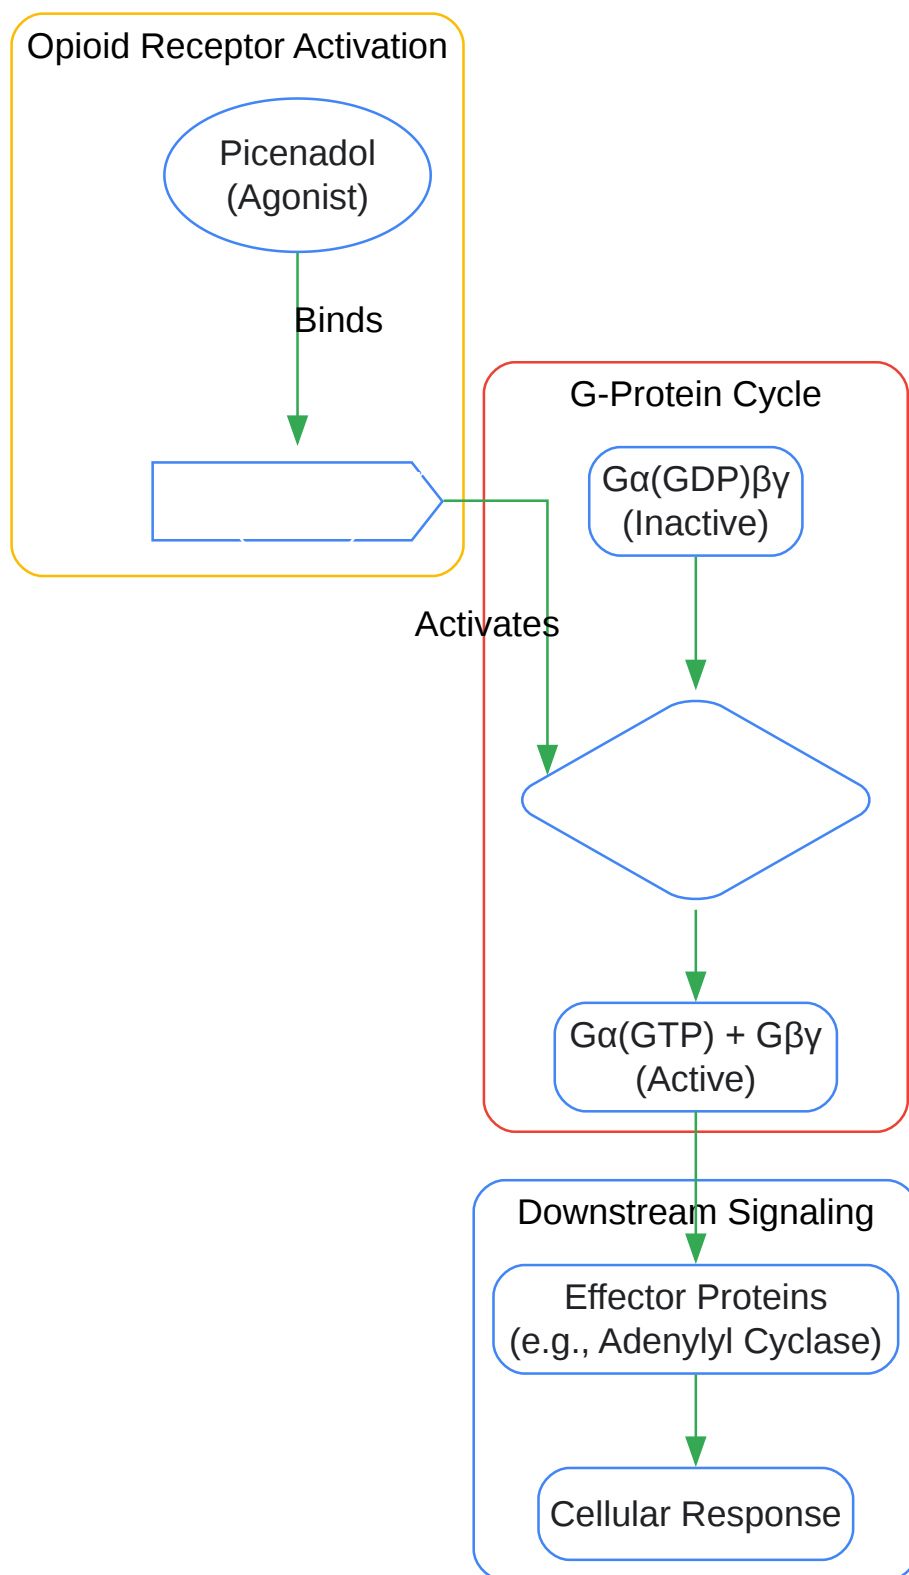 Opioid Receptor Activation
Picenadol
(Agonist)
Binds
G-Protein Cycle
Gα(GDP)βγ
(Inactive)
Activates
Gα(GTP) + Gβγ
(Active)
Downstream Signaling
Effector Proteins
(e.g., Adenylyl Cyclase)
Cellular Response